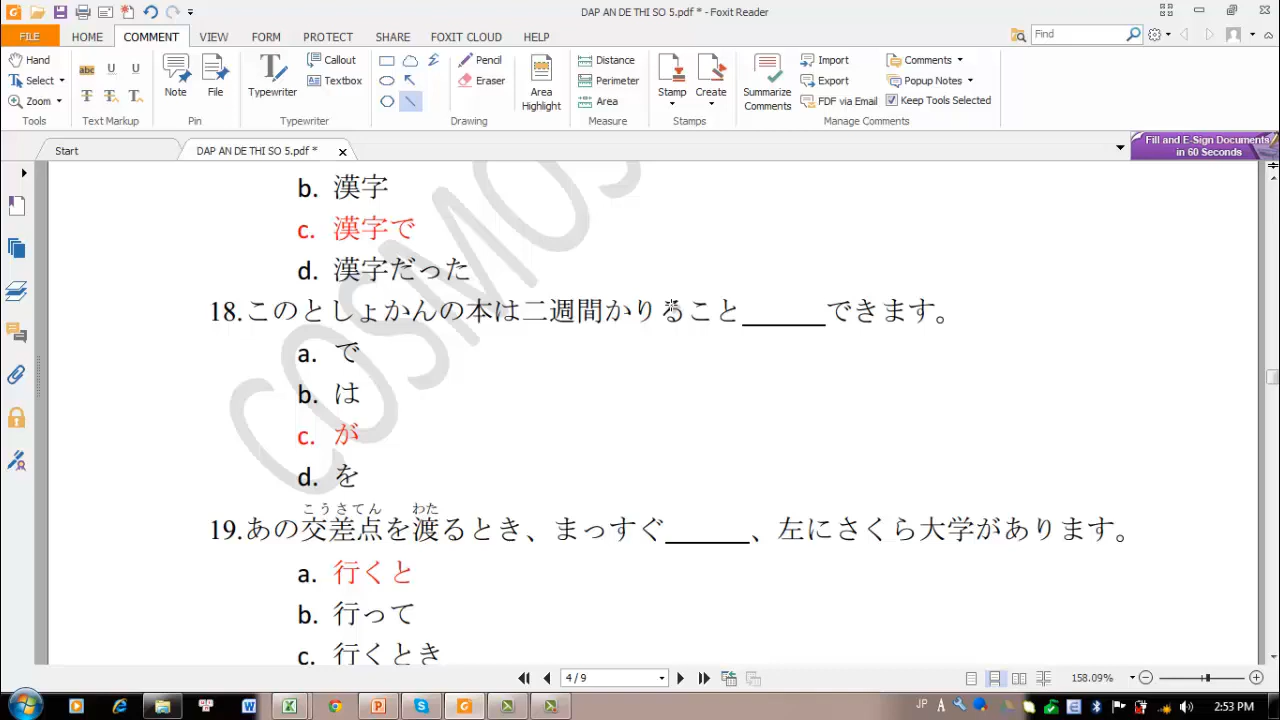 DAP AN DE THI SO 5.pdf * - Foxit Reader
FILE HOME COMMENT VIEW FORM PROTECT SHARE FOXIT CLOUD HELP Find
Hand Select Zoom Tools
abc U U T T T Text Markup
Note File Pin
Typewriter Callout Textbox Typewriter
Pencil Eraser Area Highlight Drawing
Distance Perimeter Area Measure
Stamp Create Stamps
Summarize Comments Import Export FDF via Email Comments Popup Notes Keep Tools Selected Manage Comments
Start DAP AN DE THI SO 5.pdf * Fill and E-Sign Documents in 60 Seconds
b. 漢字
c. 漢字で
d. 漢字だった
18.このとしょかんの本は二週間かりること______できます。
a. で
b. は
c. が
d. を
こうさてん わた
19.あの交差点を渡るとき、まっすぐ______、左にさくら大学があります。
a. 行くと
b. 行って
c. 行くとき
COSMOS
4 / 9 158.09%
JP 2:53 PM